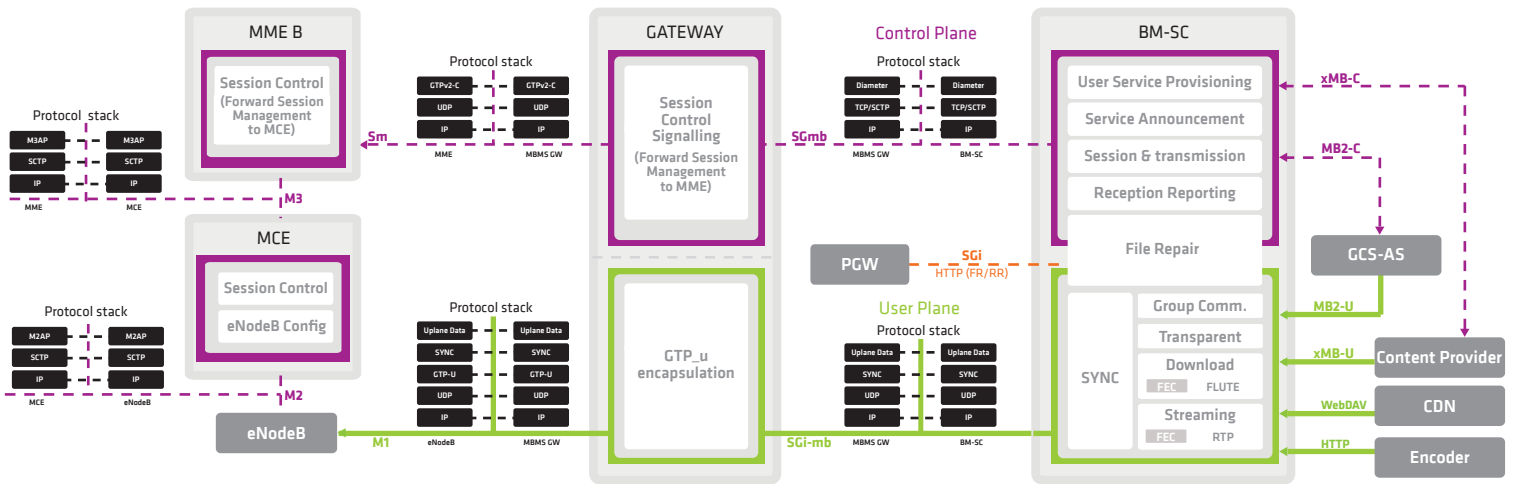 MME B
Session Control
(Forward Session
Management
to MCE)
Protocol stack
M3AP
M3AP
SCTP
SCTP
IP
IP
MME
MCE
M3
MCE
Session Control
eNodeB Config
Protocol stack
M2AP
M2AP
SCTP
SCTP
IP
IP
MCE
eNodeB
M2
eNodeB
Protocol stack
GTPv2-C
GTPv2-C
UDP
UDP
IP
IP
Sm
MME
MBMS GW
Protocol stack
Uplane Data
Uplane Data
SYNC
SYNC
GTP-U
GTP-U
UDP
UDP
IP
IP
M1
eNodeB
MBMS GW
GATEWAY
Session
Control
Signalling
(Forward Session
Management
to MME)
GTP_u
encapsulation
Control Plane
Protocol stack
Diameter
Diameter
TCP/SCTP
TCP/SCTP
IP
IP
SGmb
MBMS GW
BM-SC
PGW
SGi
HTTP (FR/RR)
User Plane
Protocol stack
Uplane Data
Uplane Data
SYNC
SYNC
UDP
UDP
IP
IP
SGi-mb
MBMS GW
BM-SC
BM-SC
User Service Provisioning
Service Announcement
Session & transmission
Reception Reporting
File Repair
SYNC
Group Comm.
Transparent
Download
FEC
FLUTE
Streaming
FEC
RTP
xMB-C
MB2-C
GCS-AS
MB2-U
xMB-U
Content Provider
WebDAV
CDN
HTTP
Encoder